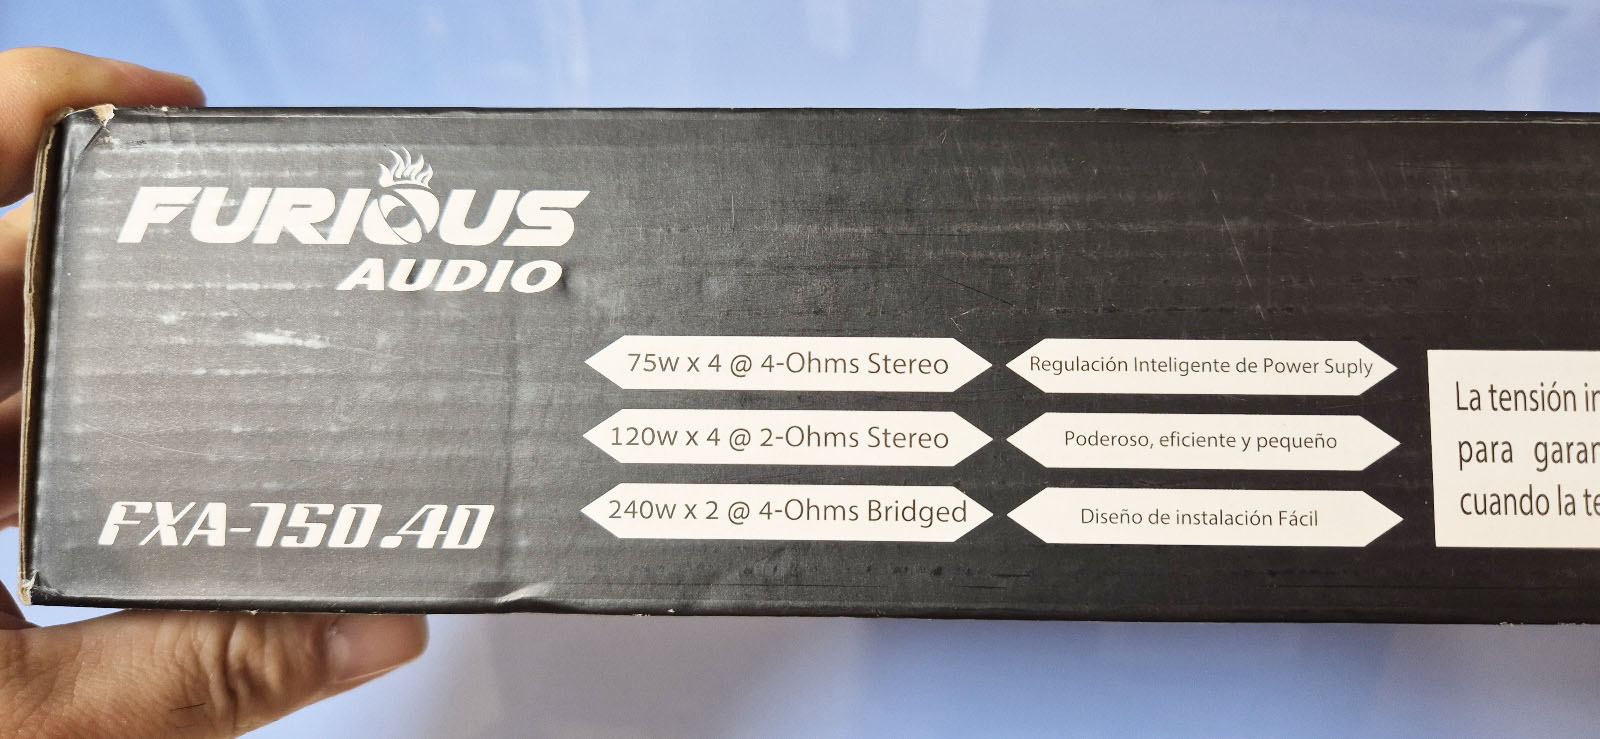 FURIOUS
AUDIO
FXA-750.4D
75w x 4 @ 4-Ohms Stereo
120w x 4 @ 2-Ohms Stereo
240w x 2 @ 4-Ohms Bridged
Regulación Inteligente de Power Suply
Poderoso, eficiente y pequeño
Diseño de instalación Fácil
La tensión
para
cuando la